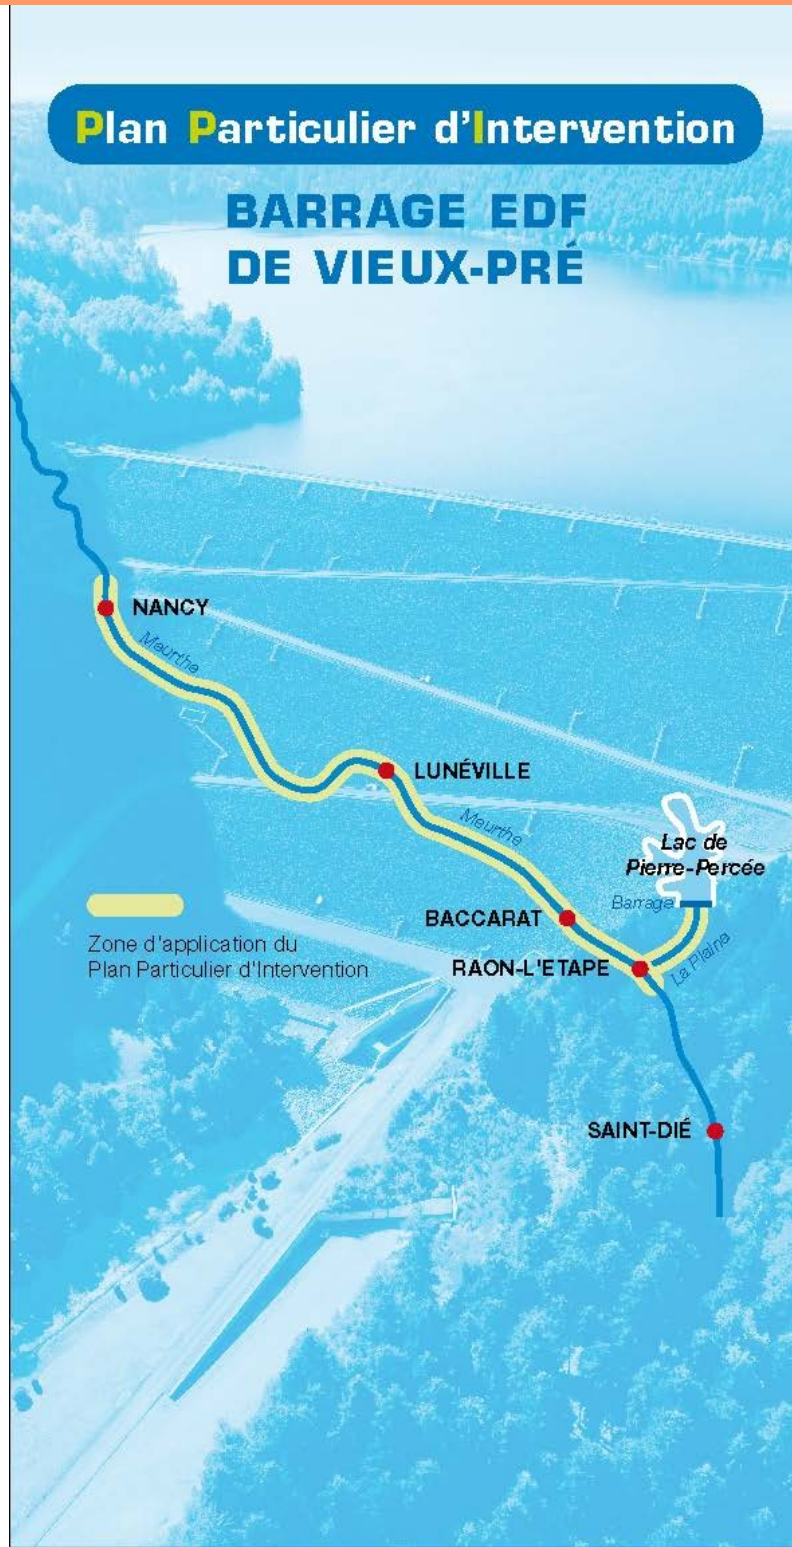 Plan Particulier d'Intervention
BARRAGE EDF
DE VIEUX-PRÉ
NANCY
Meurthe
LUNÉVILLE
Meurthe
Lac de
Pierre-Percée
Barrage
BACCARAT
La Plaine
Zone d'application du
Plan Particulier d'Intervention
RAON-L'ETAPE
SAINT-DIÉ